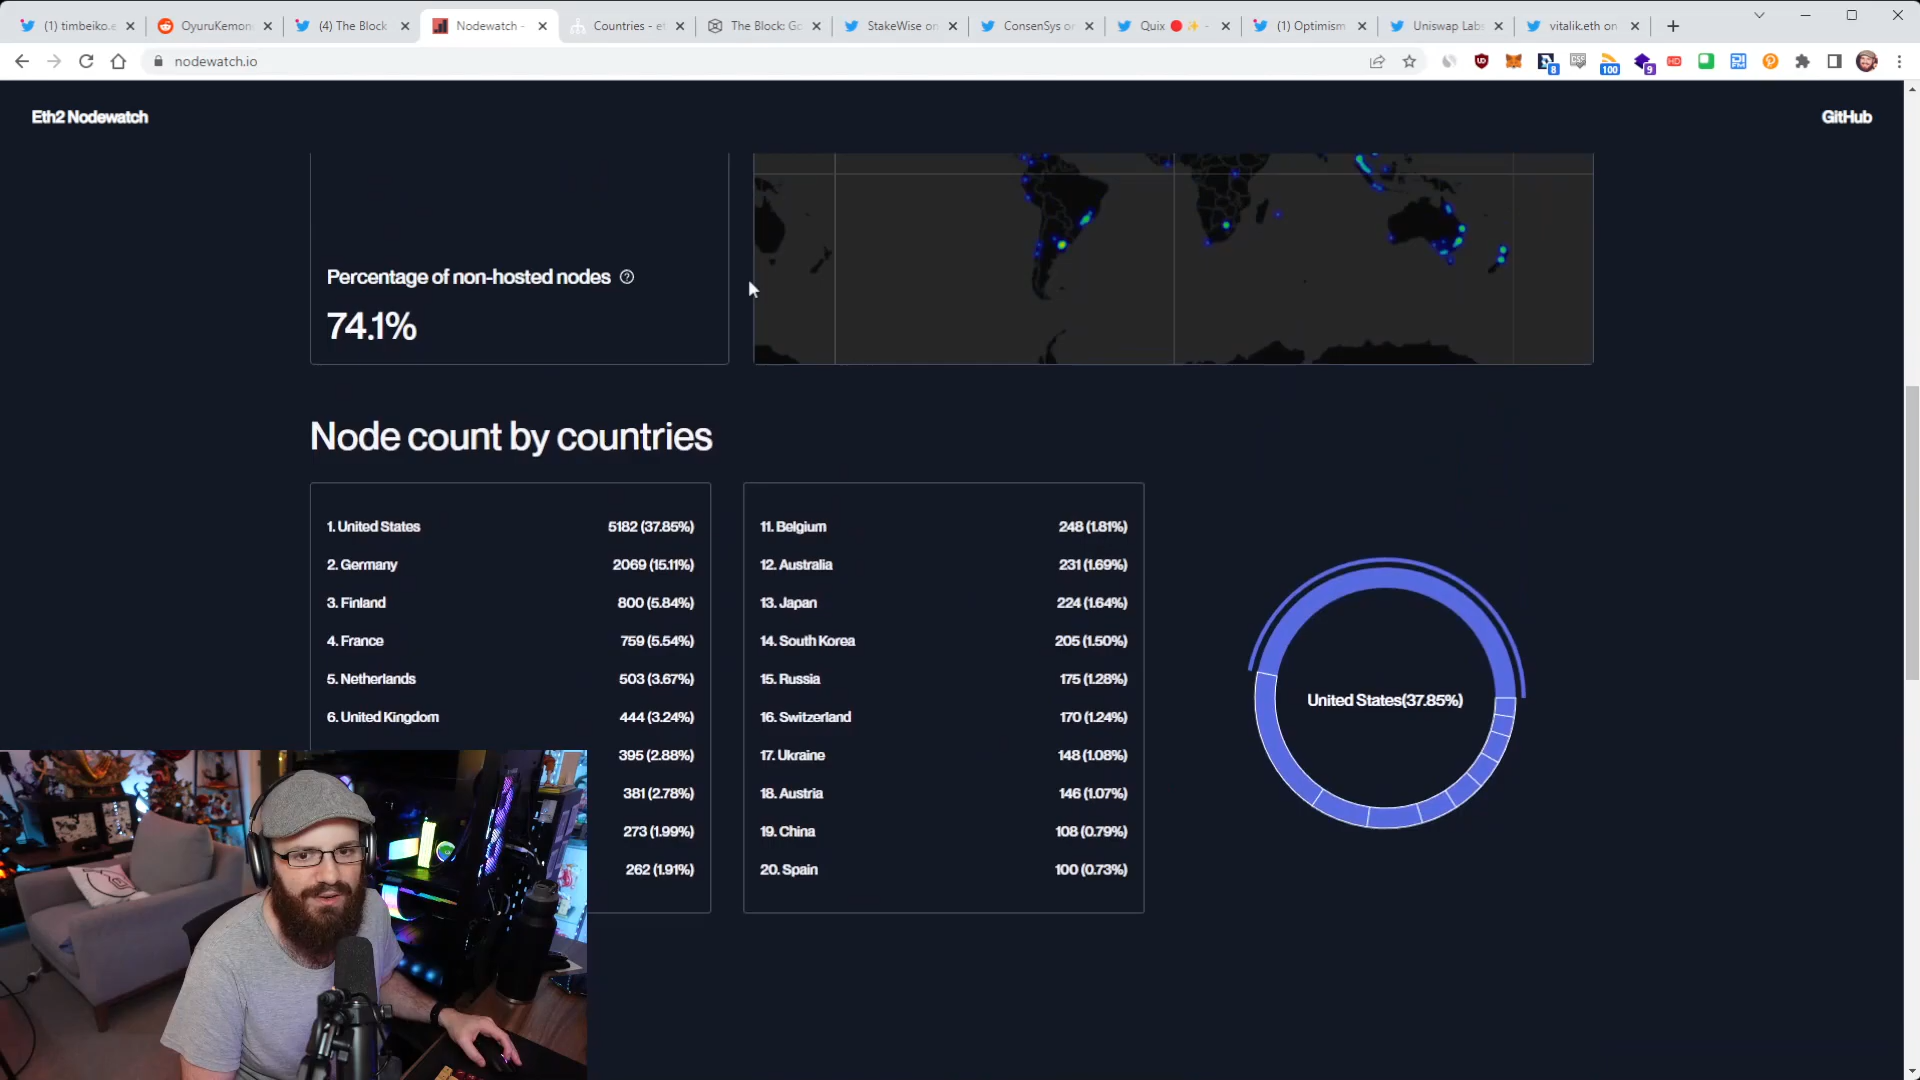 (1) timbeiko.e
OyuruKemon
(4) The Block
Nodewatch -
Countries - et
The Block: Go
StakeWise on
ConsenSys on
Quix 🔴✨ -
(1) Optimism
Uniswap Labs
vitalik.eth on
nodewatch.io
8
100
9
HD
Eth2 Nodewatch
GitHub
Percentage of non-hosted nodes ?
74.1%
Node count by countries
1. United States 5182 (37.85%)
2. Germany 2069 (15.11%)
3. Finland 800 (5.84%)
4. France 759 (5.54%)
5. Netherlands 503 (3.67%)
6. United Kingdom 444 (3.24%)
395 (2.88%)
381 (2.78%)
273 (1.99%)
262 (1.91%)
11. Belgium 248 (1.81%)
12. Australia 231 (1.69%)
13. Japan 224 (1.64%)
14. South Korea 205 (1.50%)
15. Russia 175 (1.28%)
16. Switzerland 170 (1.24%)
17. Ukraine 148 (1.08%)
18. Austria 146 (1.07%)
19. China 108 (0.79%)
20. Spain 100 (0.73%)
United States(37.85%)